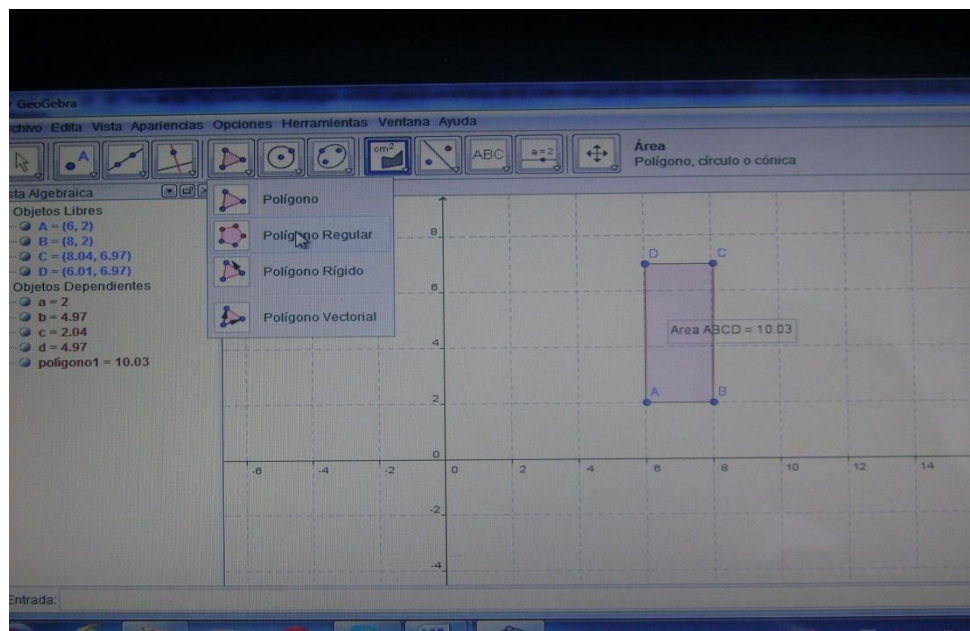 GeoGebra
chivo Edita Vista Apariencias Opciones Herramientas Ventana Ayuda
A
cm²
ABC
a=2
Área
Polígono, círculo o cónica
sta Algebraica
Objetos Libres
A = (6, 2)
B = (8, 2)
C = (8.04, 6.97)
D = (6.01, 6.97)
Objetos Dependientes
a = 2
b = 4.97
c = 2.04
d = 4.97
polígono1 = 10.03
Polígono
Polígono Regular
Polígono Rígido
Polígono Vectorial
8
6
4
2
0
-2
-4
D C
Area ABCD = 10.03
A B
-6 -4 -2 0 2 4 6 8 10 12 14
Entrada: